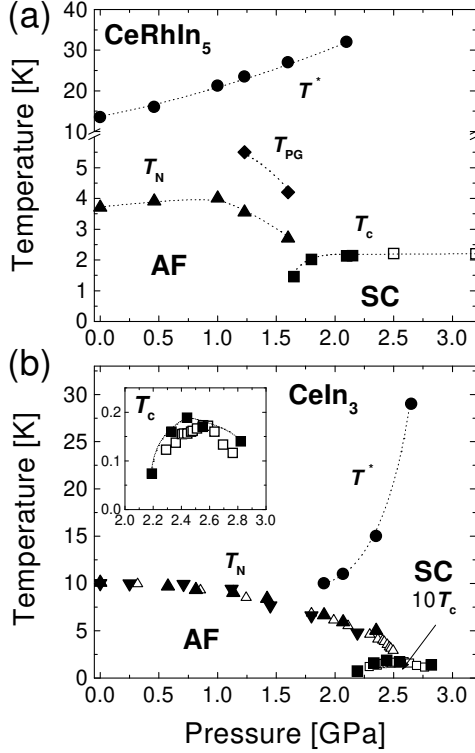 (a)
CeRhIn5
40
30
20
10
T*
TPG
TN
Tc
5
4
3
2
1
0
AF
SC
Temperature [K]
0.0 0.5 1.0 1.5 2.0 2.5 3.0
(b)
CeIn3
30
25
20
15
10
5
0
Tc
0.2
0.1
0.0
2.0 2.2 2.4 2.6 2.8 3.0
T*
TN
SC
10Tc
AF
Temperature [K]
0.0 0.5 1.0 1.5 2.0 2.5 3.0
Pressure [GPa]